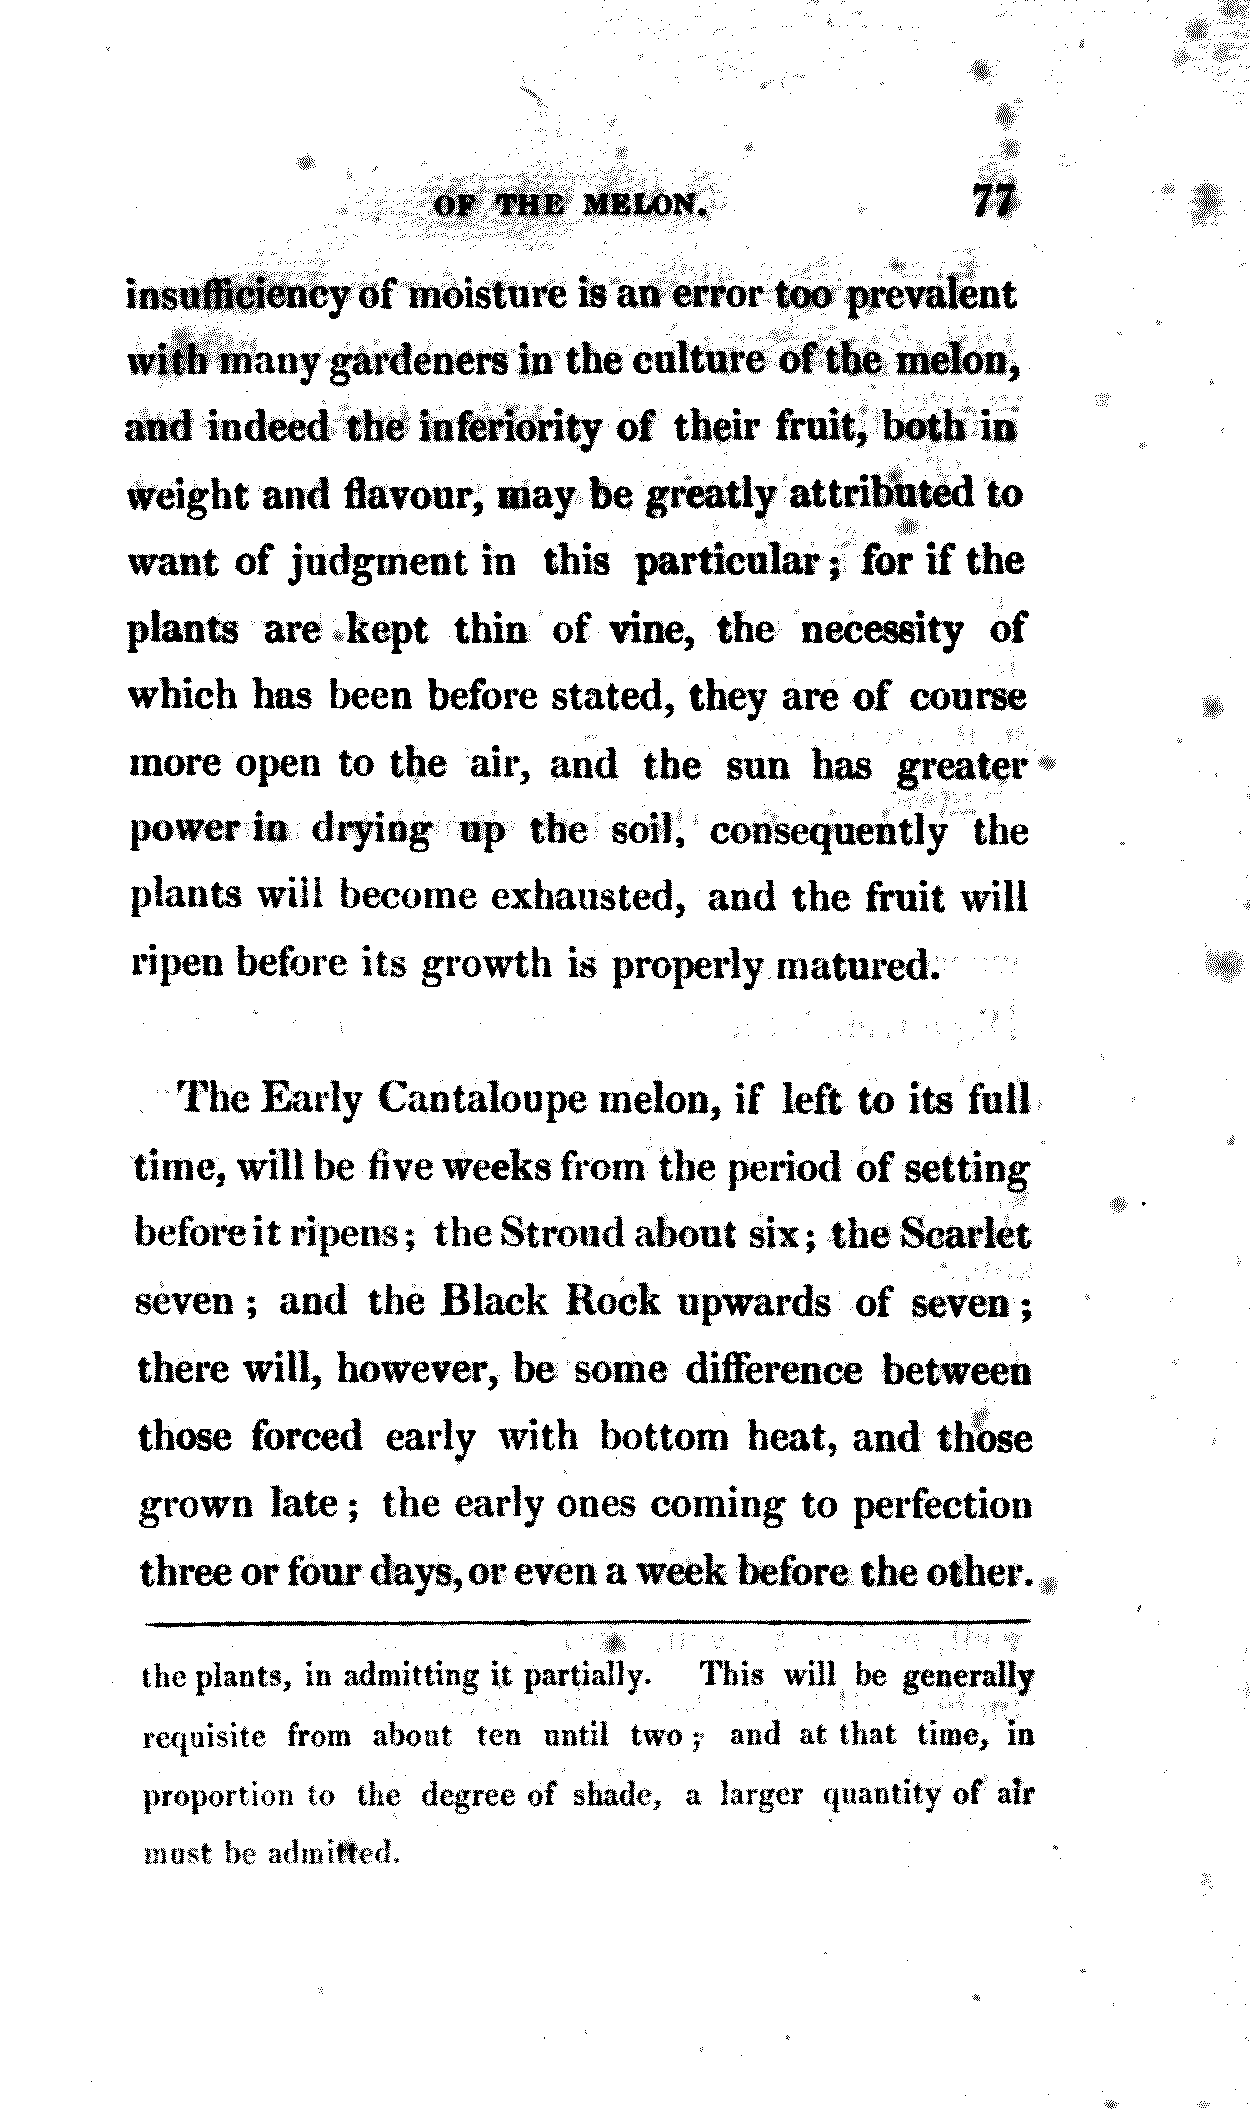 OF THE MELON. 77
insufficiency of moisture is an error too prevalent
with many gardeners in the culture of the melon,
and indeed the inferiority of their fruit, both in
weight and flavour, may be greatly attributed to
want of judgment in this particular; for if the
plants are kept thin of vine, the necessity of
which has been before stated, they are of course
more open to the air, and the sun has greater
power in drying up the soil, consequently the
plants will become exhausted, and the fruit will
ripen before its growth is properly matured.
The Early Cantaloupe melon, if left to its full
time, will be five weeks from the period of setting
before it ripens; the Stroud about six; the Scarlet
seven; and the Black Rock upwards of seven;
there will, however, be some difference between
those forced early with bottom heat, and those
grown late; the early ones coming to perfection
three or four days, or even a week before the other.
the plants, in admitting it partially. This will be generally
requisite from about ten until two; and at that time, in
proportion to the degree of shade, a larger quantity of air
must be admitted.